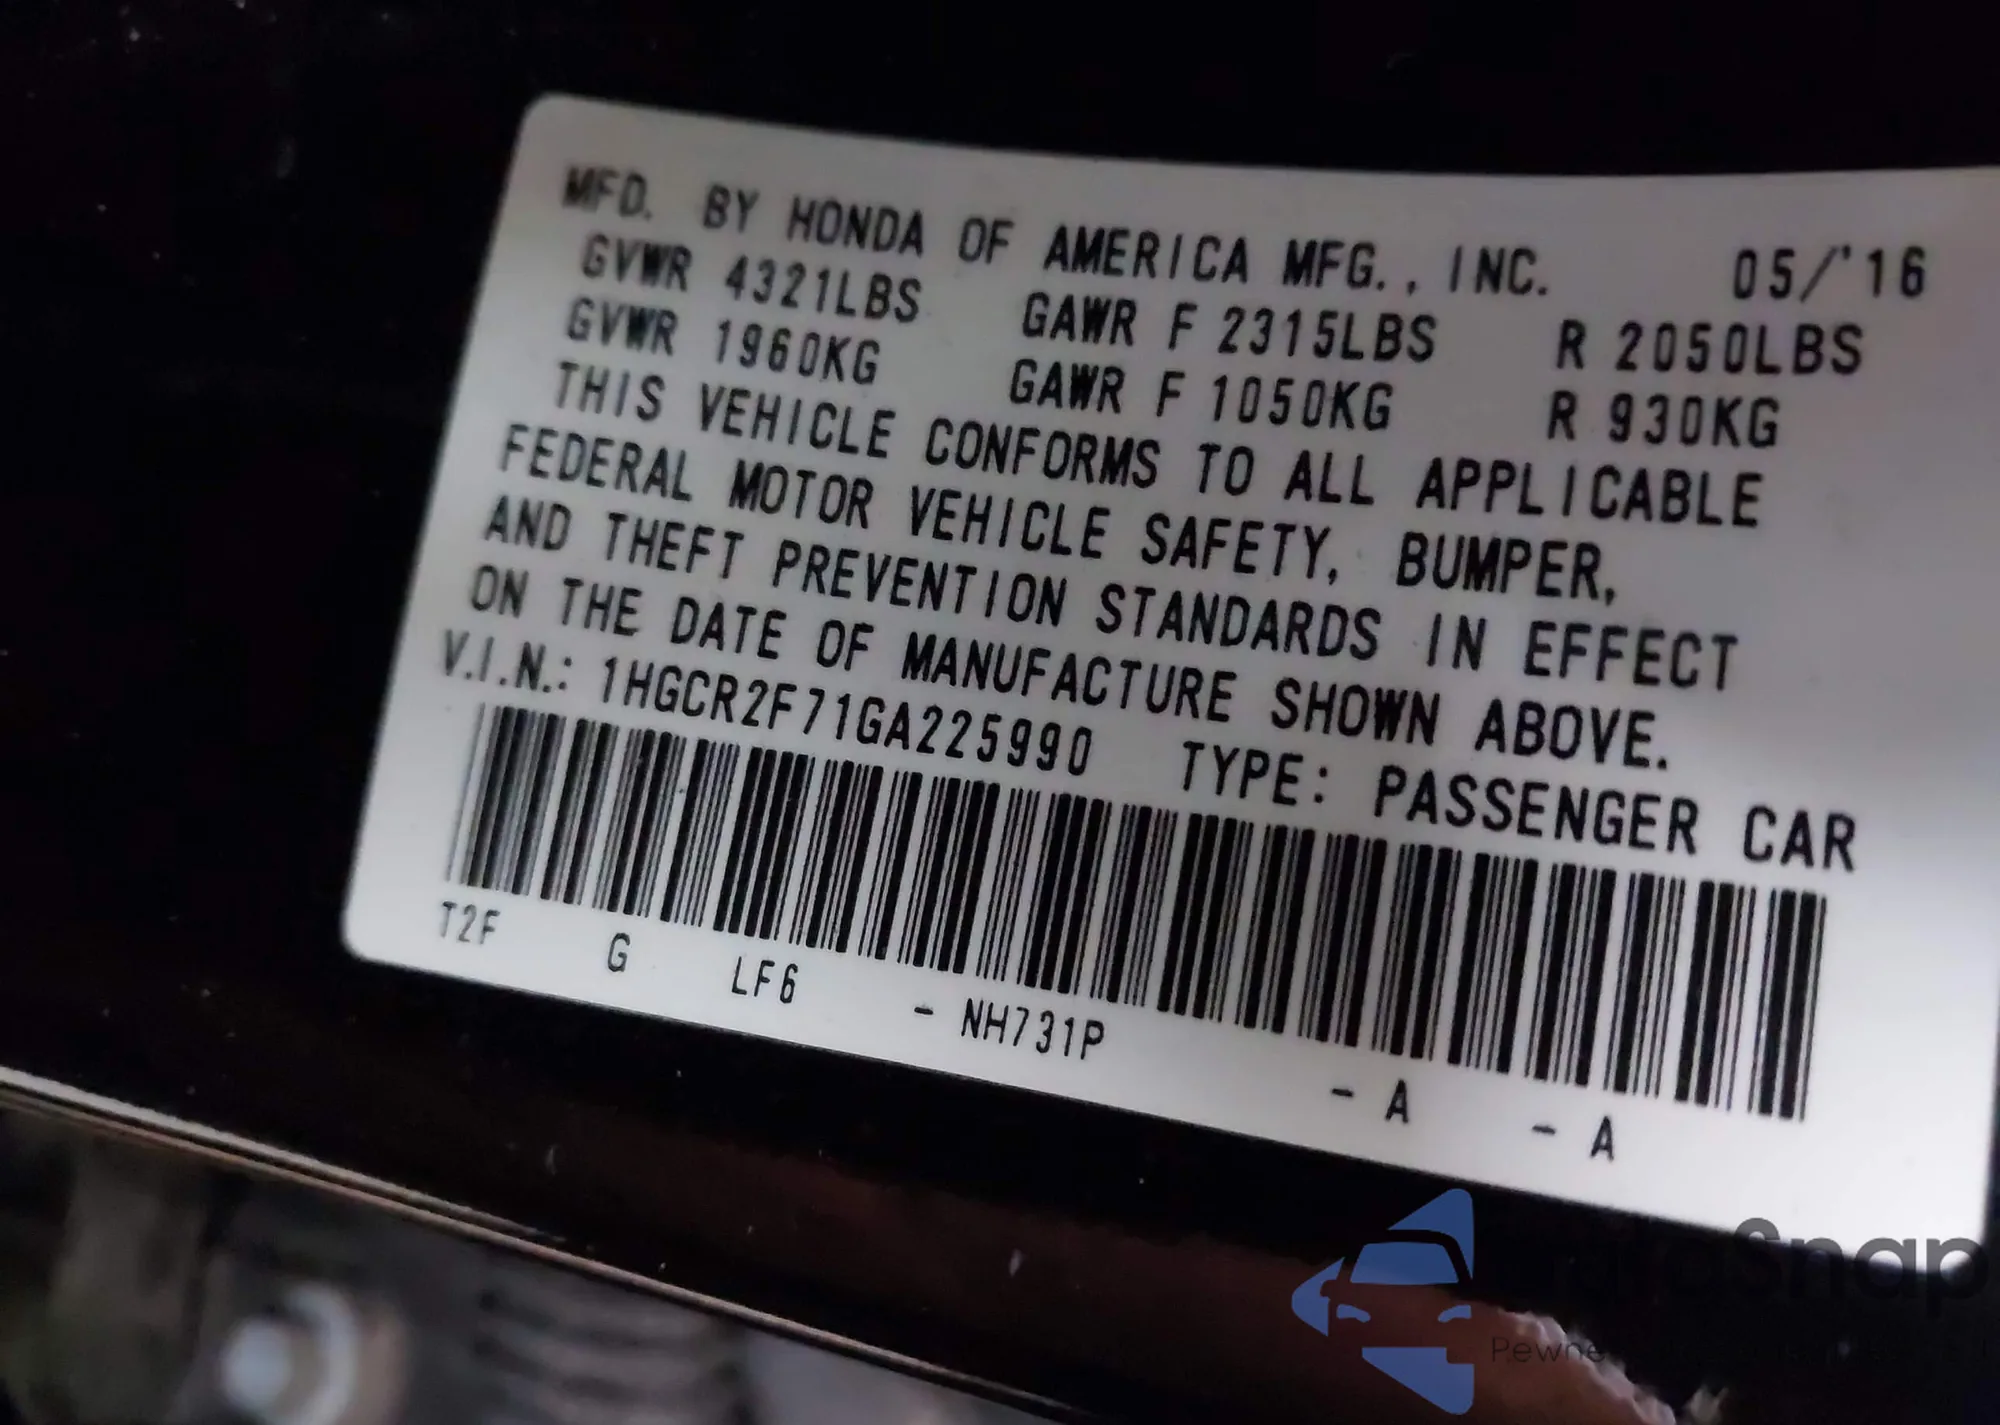 MFD. BY HONDA OF AMERICA MFG., INC. 05/'16
GVWR 4321LBS GAWR F 2315LBS R 2050LBS
GVWR 1960KG GAWR F 1050KG R 930KG
THIS VEHICLE CONFORMS TO ALL APPLICABLE
FEDERAL MOTOR VEHICLE SAFETY, BUMPER,
AND THEFT PREVENTION STANDARDS IN EFFECT
ON THE DATE OF MANUFACTURE SHOWN ABOVE.
V.I.N.: 1HGCR2F71GA225990 TYPE: PASSENGER CAR
T2F G LF6 - NH731P - A - A